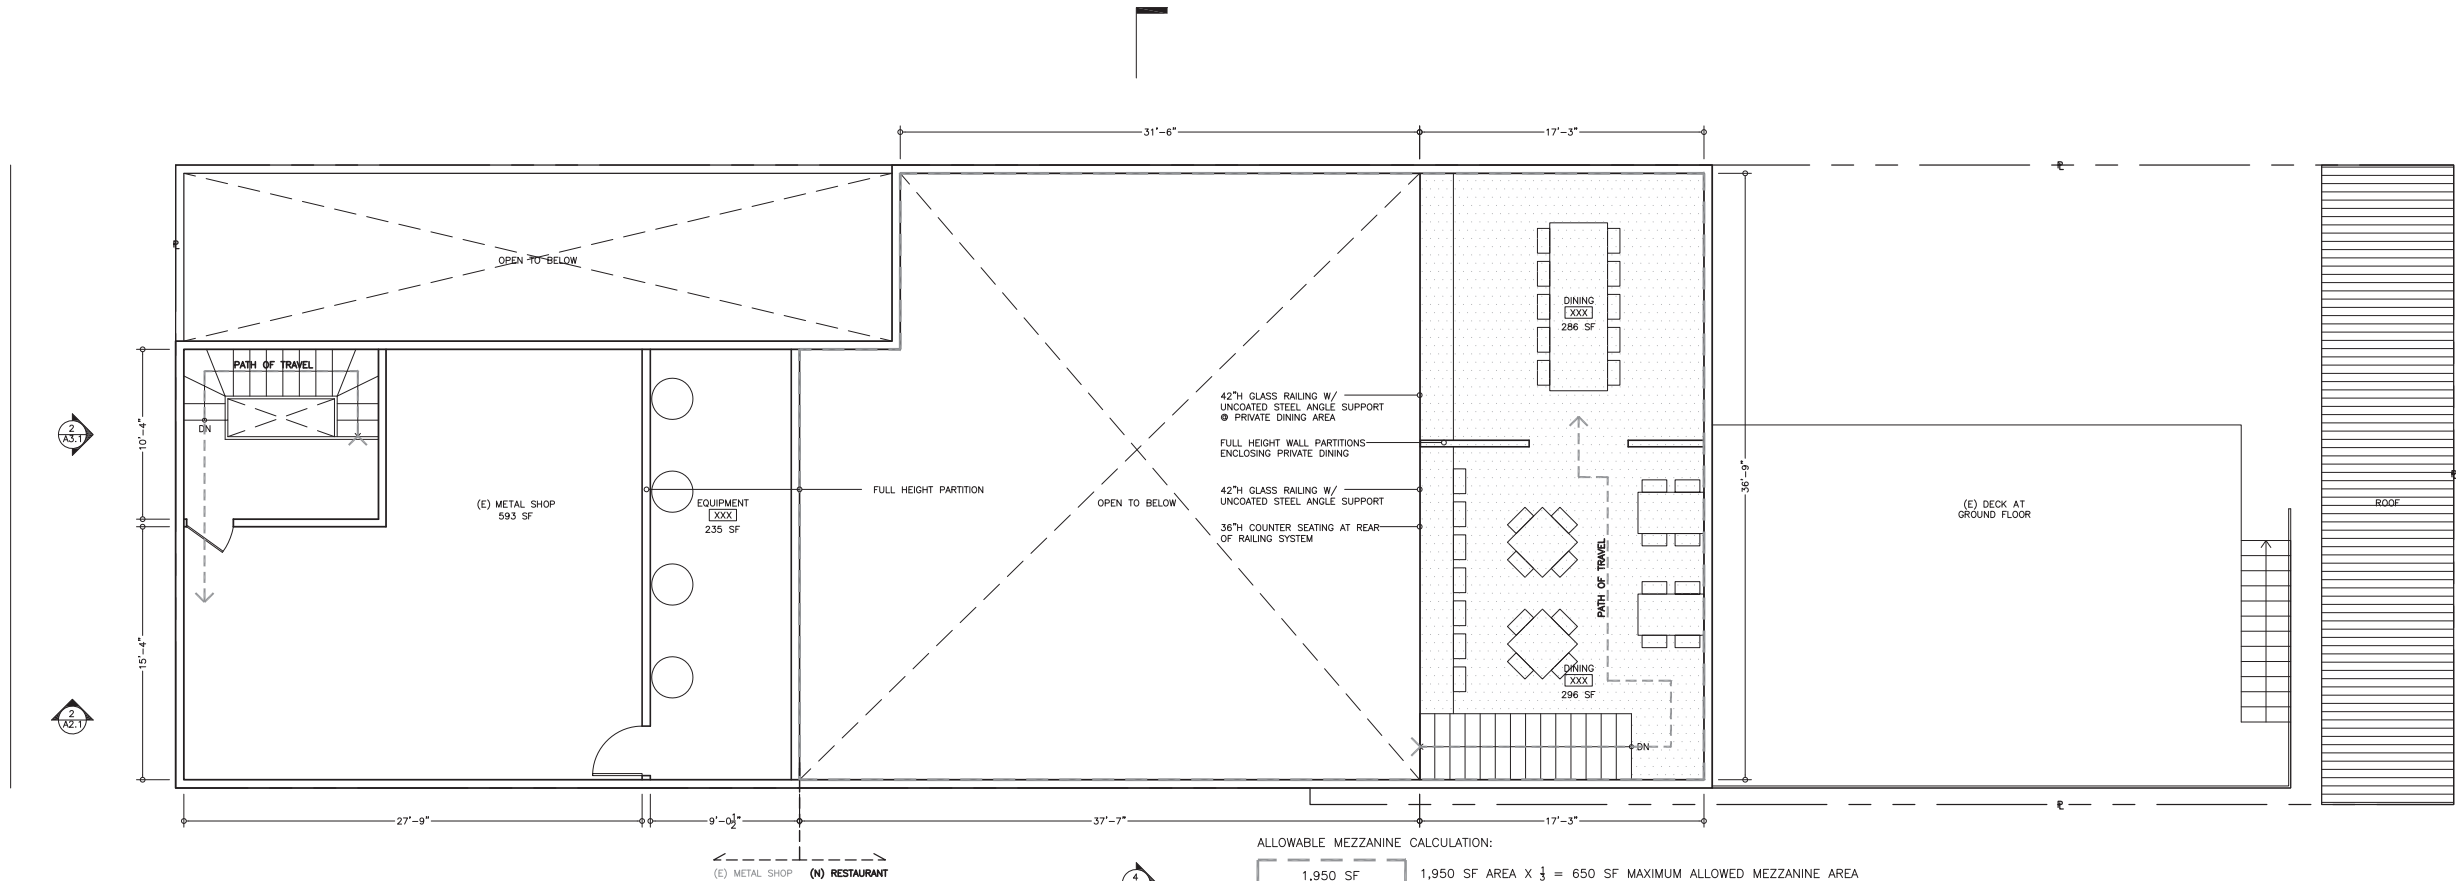 31'-6"
17'-3"
OPEN TO BELOW
PATH OF TRAVEL
DN
10'-4"
15'-4"
2
A3.1
2
A2.1
(E) METAL SHOP
593 SF
EQUIPMENT
XXX
235 SF
FULL HEIGHT PARTITION
OPEN TO BELOW
42"H GLASS RAILING W/
UNCOATED STEEL ANGLE SUPPORT
@ PRIVATE DINING AREA
FULL HEIGHT WALL PARTITIONS
ENCLOSING PRIVATE DINING
42"H GLASS RAILING W/
UNCOATED STEEL ANGLE SUPPORT
36"H COUNTER SEATING AT REAR
OF RAILING SYSTEM
DINING
XXX
286 SF
PATH OF TRAVEL
DINING
XXX
296 SF
DN
36'-9"
(E) DECK AT
GROUND FLOOR
ROOF
PL
PL
PL
PL
27'-9"
9'-0 1/2"
37'-7"
17'-3"
(E) METAL SHOP
(N) RESTAURANT
4
ALLOWABLE MEZZANINE CALCULATION:
1,950 SF
1,950 SF AREA X 1/3 = 650 SF MAXIMUM ALLOWED MEZZANINE AREA